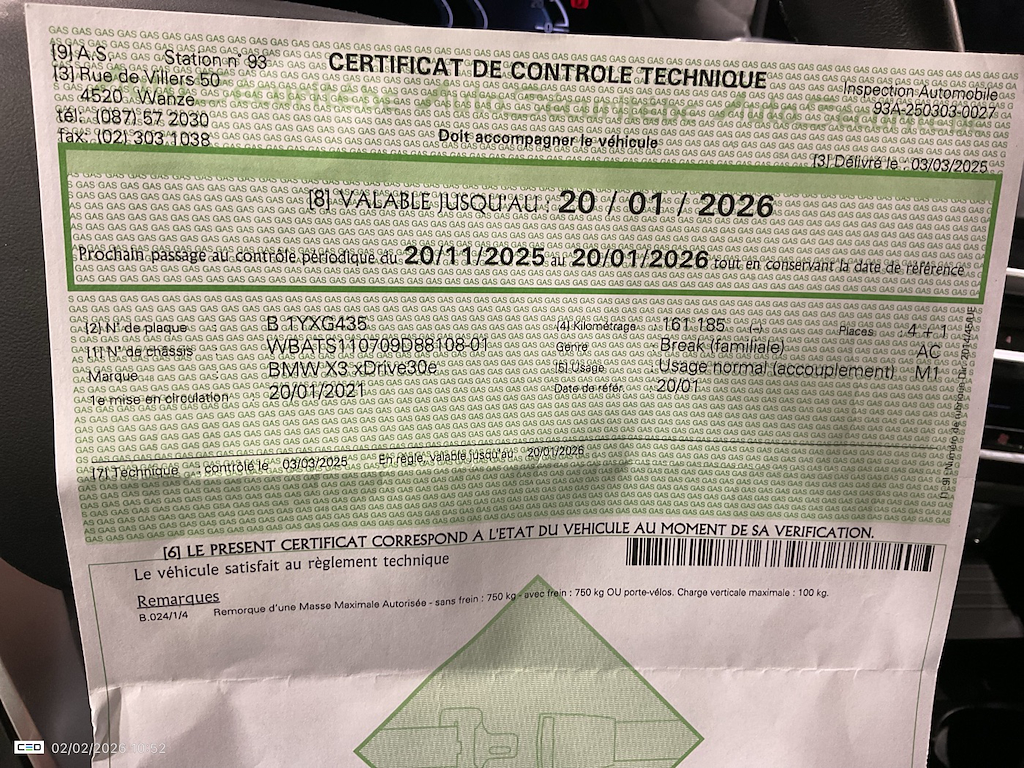 [9] A.S. Station n° 93
[3] Rue de Villers 50
4520 Wanze
tél.: (087) 57 2030
fax: (02) 303 1038
CERTIFICAT DE CONTROLE TECHNIQUE
Doit accompagner le véhicule
Inspection Automobile
93A-250303-0027
[3] Délivré le : 03/03/2025
[8] VALABLE JUSQU'AU : 20 / 01 / 2026
Prochain passage au contrôle périodique du 20/11/2025 au 20/01/2026 tout en conservant la date de référence
[2] N° de plaque : B 1YXG435
[1] N° de châssis : WBATS110709D88108-01
Marque : BMW X3 xDrive30e
1e mise en circulation : 20/01/2021
[4] Kilométrage : 161 185 Places : 4 + 1
Genre : Break (familiale) AC
[5] Usage : Usage normal (accouplement) M1
Date de référ. : 20/01
[7] Technique : contrôlé le 03/03/2025 En règle, valable jusqu'au 20/01/2026
[6] LE PRESENT CERTIFICAT CORRESPOND A L'ETAT DU VEHICULE AU MOMENT DE SA VERIFICATION.
Le véhicule satisfait au règlement technique
Remarques
B.024/1/4 Remorque d'une Masse Maximale Autorisée - sans frein : 750 kg - avec frein : 750 kg OU porte-vélos. Charge verticale maximale : 100 kg.
CEO 02/02/2026 10:52